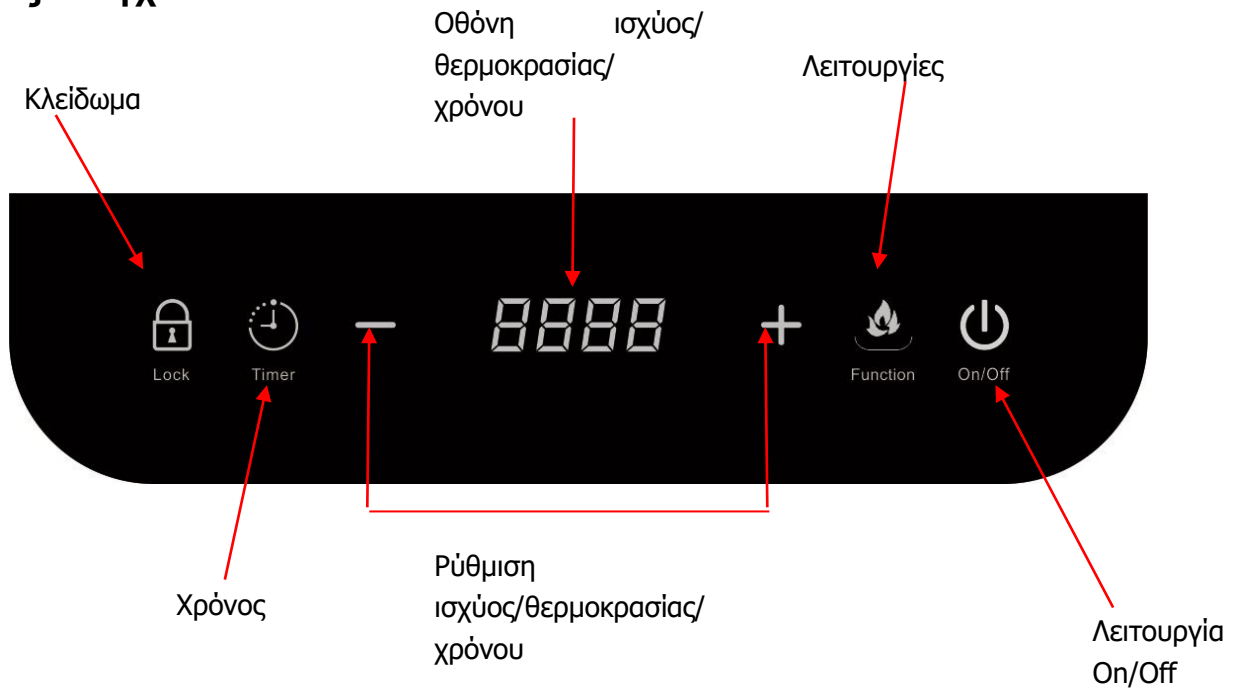 Οθόνη ισχύος/
θερμοκρασίας/
χρόνου
Λειτουργίες
Κλείδωμα
8888
Lock
Timer
Function
On/Off
Χρόνος
Ρύθμιση
ισχύος/θερμοκρασίας/
χρόνου
Λειτουργία
On/Off